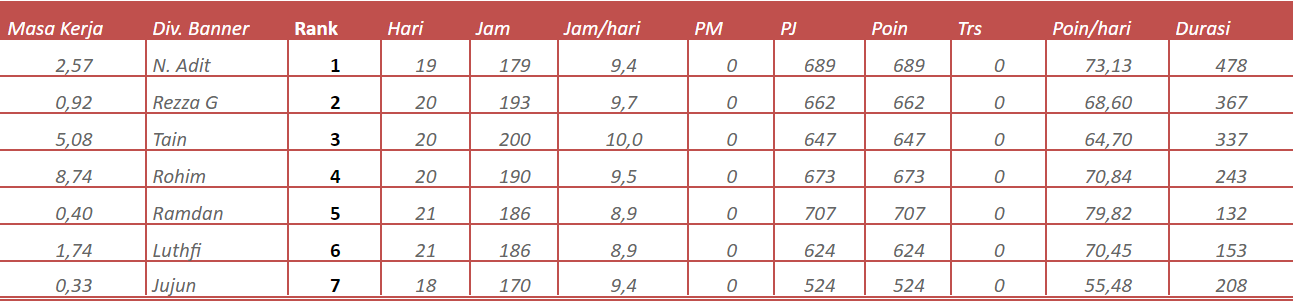 Masa Kerja Div. Banner Rank Hari Jam Jam/hari PM PJ Poin Trs Poin/hari Durasi
2,57 N. Adit 1 19 179 9,4 0 689 689 0 73,13 478
0,92 Rezza G 2 20 193 9,7 0 662 662 0 68,60 367
5,08 Tain 3 20 200 10,0 0 647 647 0 64,70 337
8,74 Rohim 4 20 190 9,5 0 673 673 0 70,84 243
0,40 Ramdan 5 21 186 8,9 0 707 707 0 79,82 132
1,74 Luthfi 6 21 186 8,9 0 624 624 0 70,45 153
0,33 Jujun 7 18 170 9,4 0 524 524 0 55,48 208